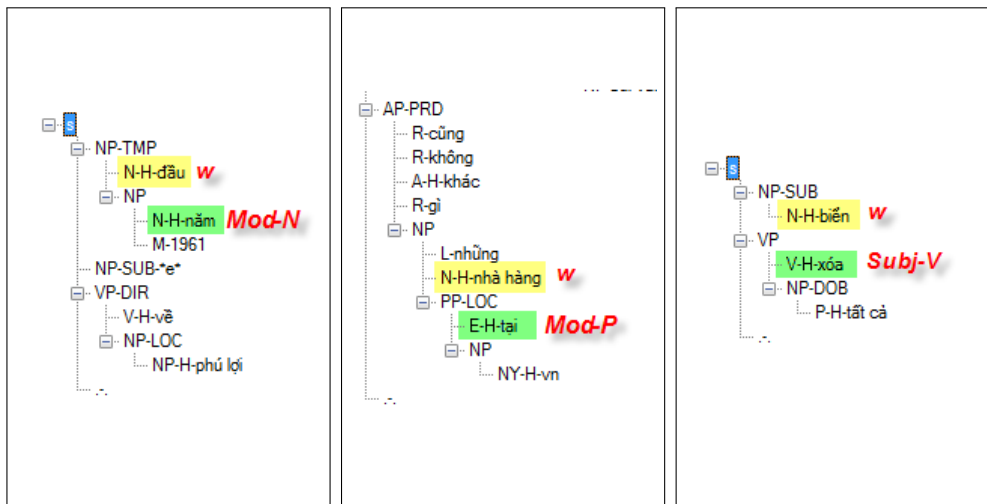 s
NP-TMP
N-H-đầu w
NP
N-H-năm Mod-N
M-1961
NP-SUB-*e*
VP-DIR
V-H-về
NP-LOC
NP-H-phú lợi
.-.
AP-PRD
R-cũng
R-không
A-H-khác
R-gì
NP
L-những
N-H-nhà hàng w
PP-LOC
E-H-tại Mod-P
NP
NY-H-vn
.-.
s
NP-SUB
N-H-biển w
VP
V-H-xóa Subj-V
NP-DOB
P-H-tất cả
.-.